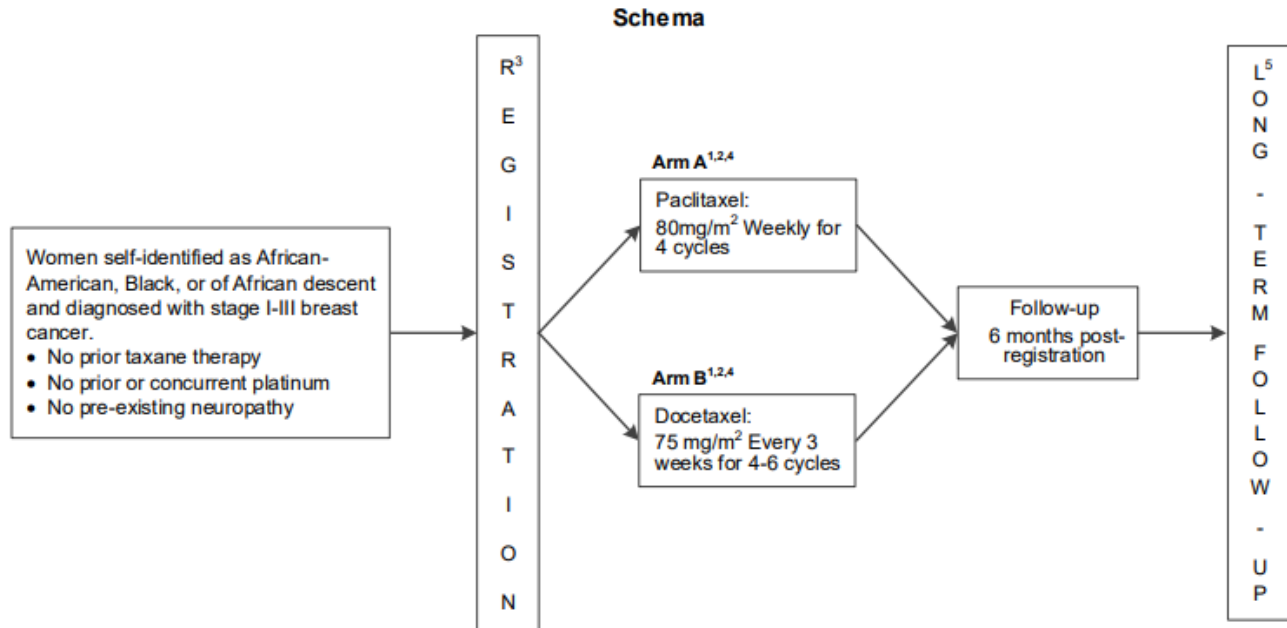 Schema
Women self-identified as African-
American, Black, or of African descent
and diagnosed with stage I-III breast
cancer.
• No prior taxane therapy
• No prior or concurrent platinum
• No pre-existing neuropathy
R³
E
G
I
S
T
R
A
T
I
O
N
Arm A¹,²,⁴
Paclitaxel:
80mg/m² Weekly for
4 cycles
Arm B¹,²,⁴
Docetaxel:
75 mg/m² Every 3
weeks for 4-6 cycles
Follow-up
6 months post-
registration
L⁵
O
N
G
-
T
E
R
M
F
O
L
L
O
W
-
U
P